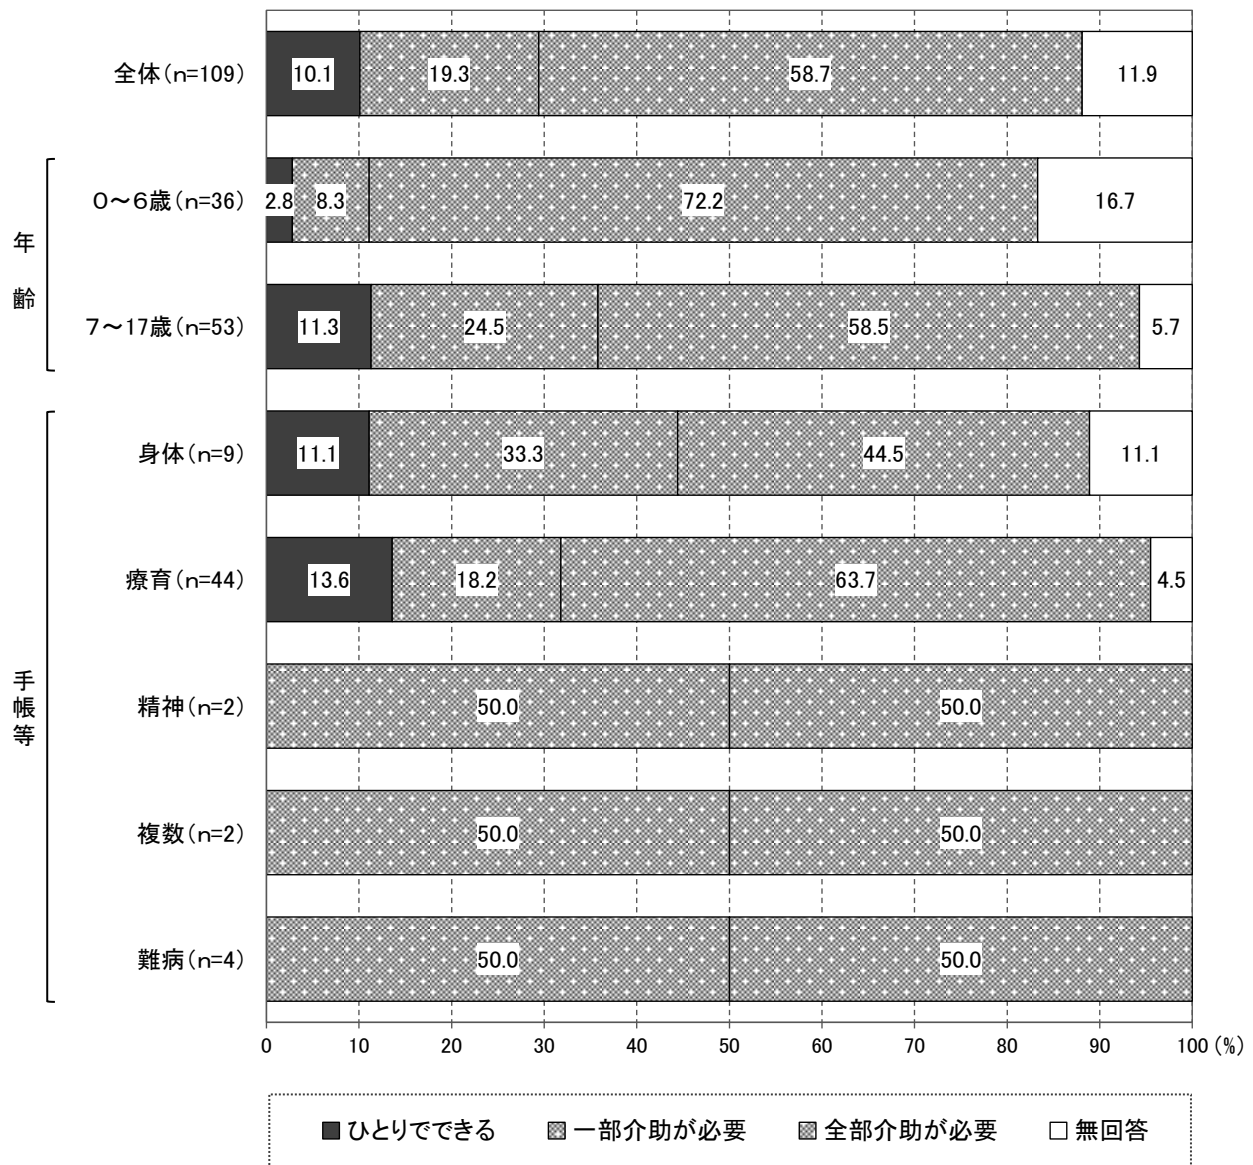 全体(n=109)
10.1 19.3 58.7 11.9
年齢
0～6歳(n=36)
2.8 8.3 72.2 16.7
7～17歳(n=53)
11.3 24.5 58.5 5.7
手帳等
身体(n=9)
11.1 33.3 44.5 11.1
療育(n=44)
13.6 18.2 63.7 4.5
精神(n=2)
50.0 50.0
複数(n=2)
50.0 50.0
難病(n=4)
50.0 50.0
0 10 20 30 40 50 60 70 80 90 100 (%)
ひとりでできる 一部介助が必要 全部介助が必要 無回答